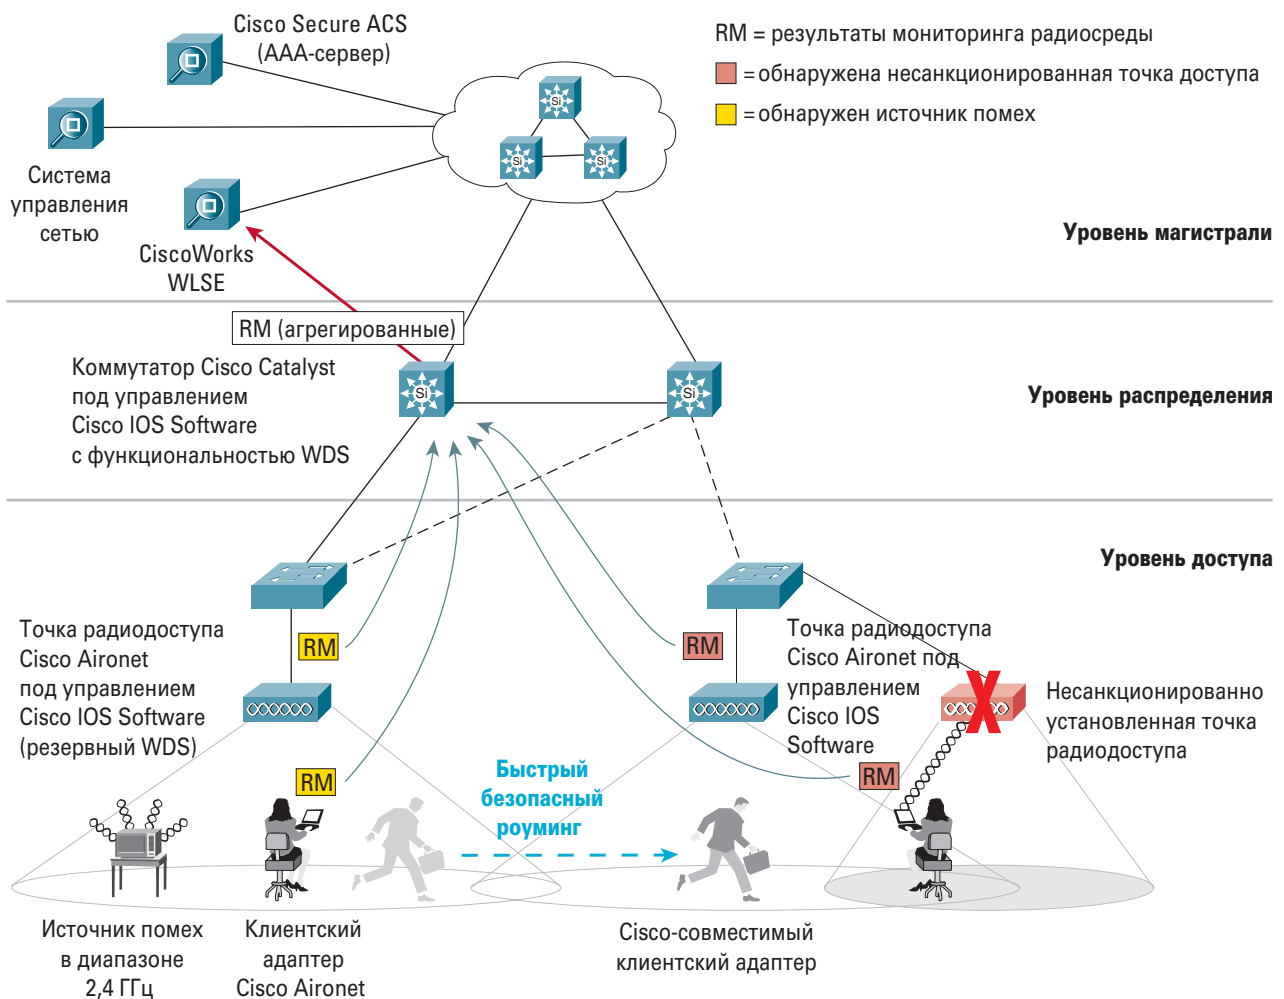 Cisco Secure ACS
(AAA-сервер)
RM = результаты мониторинга радиосреды
= обнаружена несанкционированная точка доступа
= обнаружен источник помех
Si
Si
Si
Система
управления
сетью
CiscoWorks
WLSE
Уровень магистрали
RM (агрегированные)
Коммутатор Cisco Catalyst
под управлением
Cisco IOS Software
с функциональностью WDS
Si
Si
Уровень распределения
Уровень доступа
Точка радиодоступа
Cisco Aironet
под управлением
Cisco IOS Software
(резервный WDS)
RM
RM
RM
RM
Точка радиодоступа
Cisco Aironet под
управлением
Cisco IOS
Software
Несанкционированно
установленная точка
радиодоступа
X
Быстрый
безопасный
роуминг
Источник помех
в диапазоне
2,4 ГГц
Клиентский
адаптер
Cisco Aironet
Cisco-совместимый
клиентский адаптер